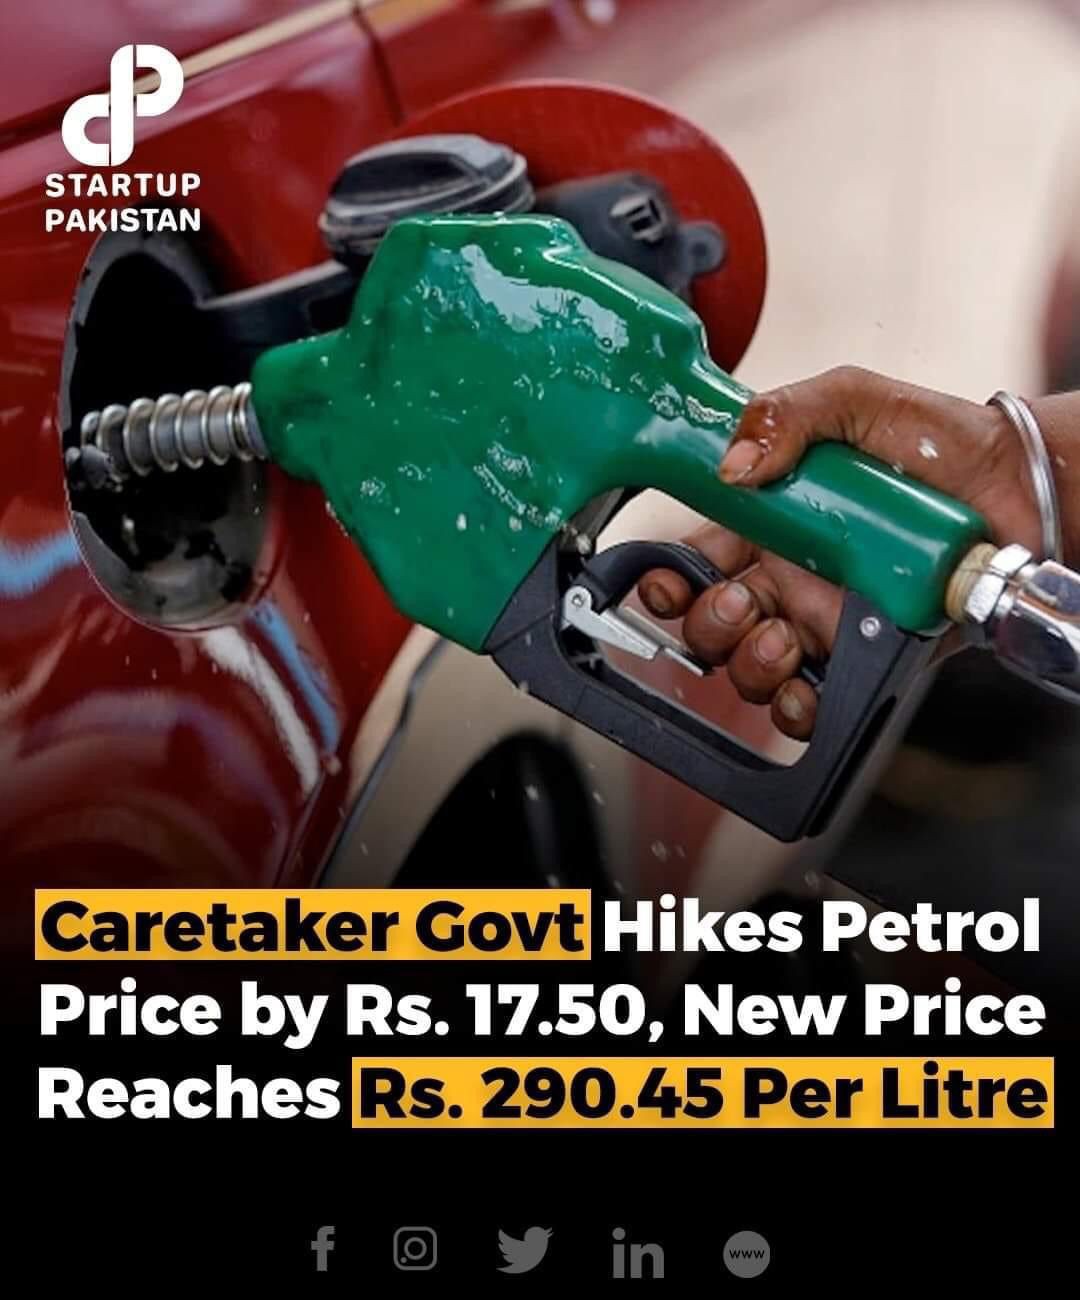 STARTUP
PAKISTAN
Caretaker Govt Hikes Petrol
Price by Rs. 17.50, New Price
Reaches Rs. 290.45 Per Litre
www